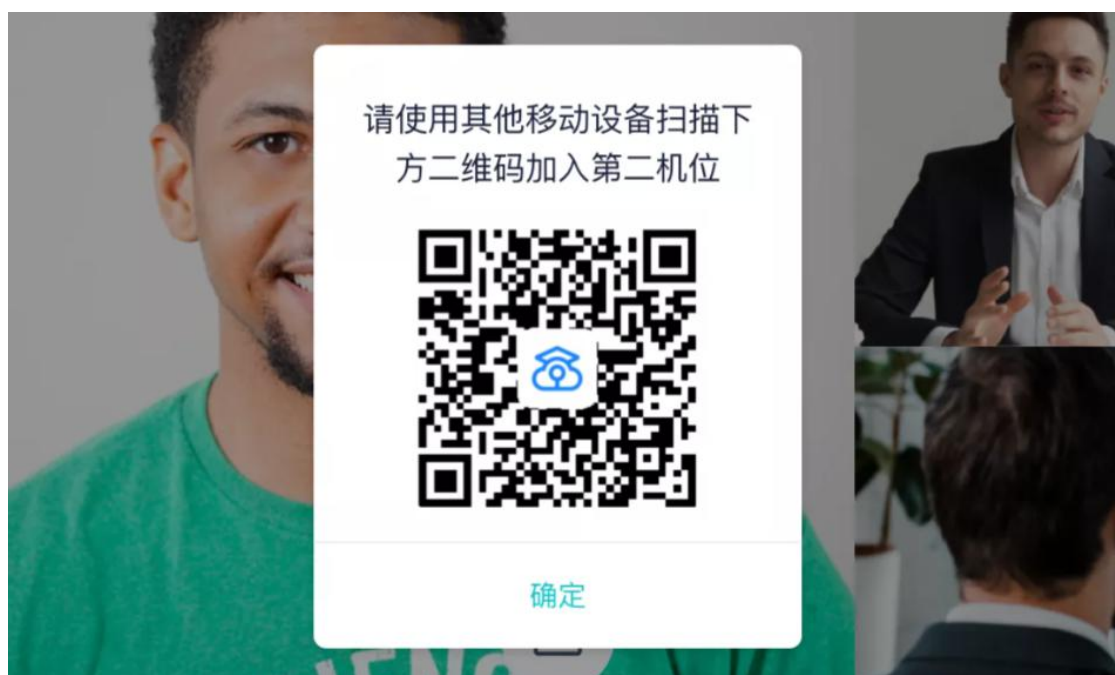 请使用其他移动设备扫描下
方二维码加入第二机位
确定